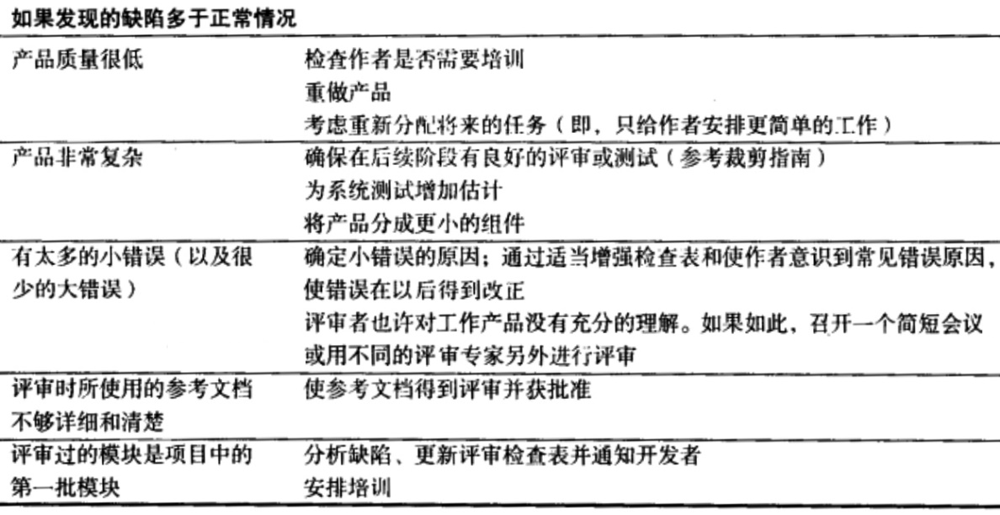 如果发现的缺陷多于正常情况
产品质量很低 检查作者是否需要培训
重做产品
考虑重新分配将来的任务（即，只给作者安排更简单的工作）
产品非常复杂 确保在后续阶段有良好的评审或测试（参考裁剪指南）
为系统测试增加估计
将产品分成更小的组件
有太多的小错误（以及很 确定小错误的原因；通过适当增强检查表和使作者意识到常见错误原因，
少的大错误） 使错误在以后得到改正
评审者也许对工作产品没有充分的理解。如果如此，召开一个简短会议
或用不同的评审专家另外进行评审
评审时所使用的参考文档 使参考文档得到评审并获批准
不够详细和清楚
评审过的模块是项目中的 分析缺陷、更新评审检查表并通知开发者
第一批模块 安排培训